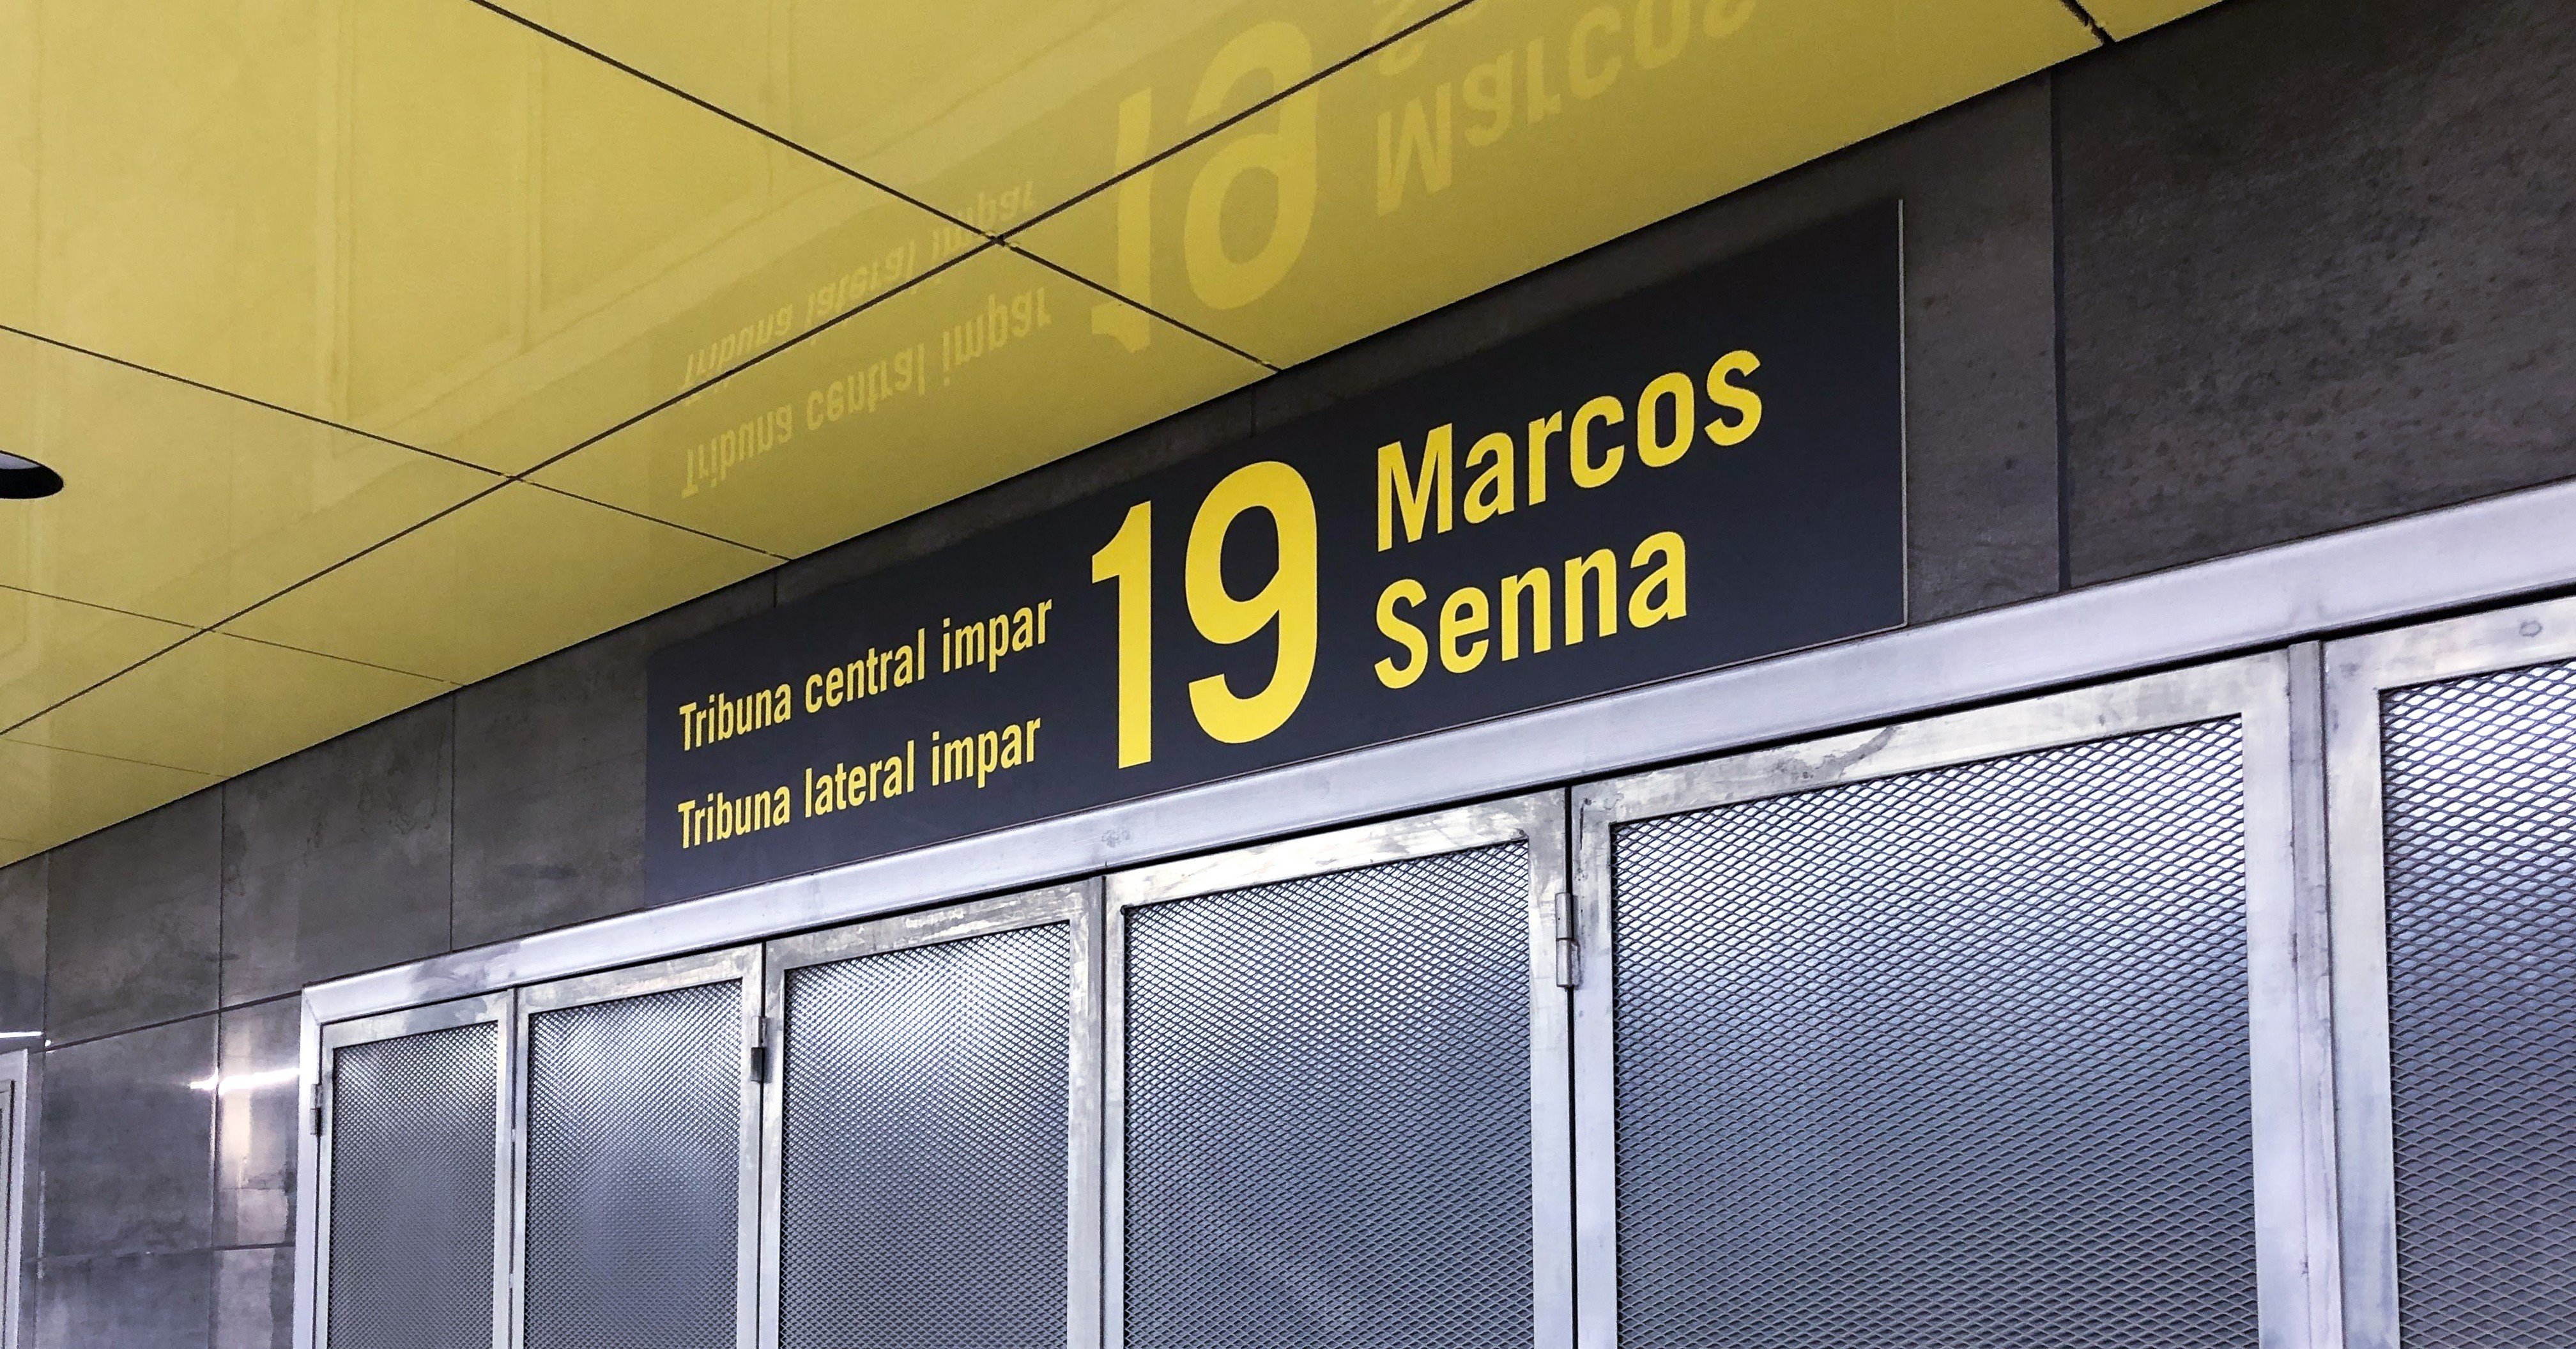 Tribuna central impar
Tribuna lateral impar
19
Marcos
Senna